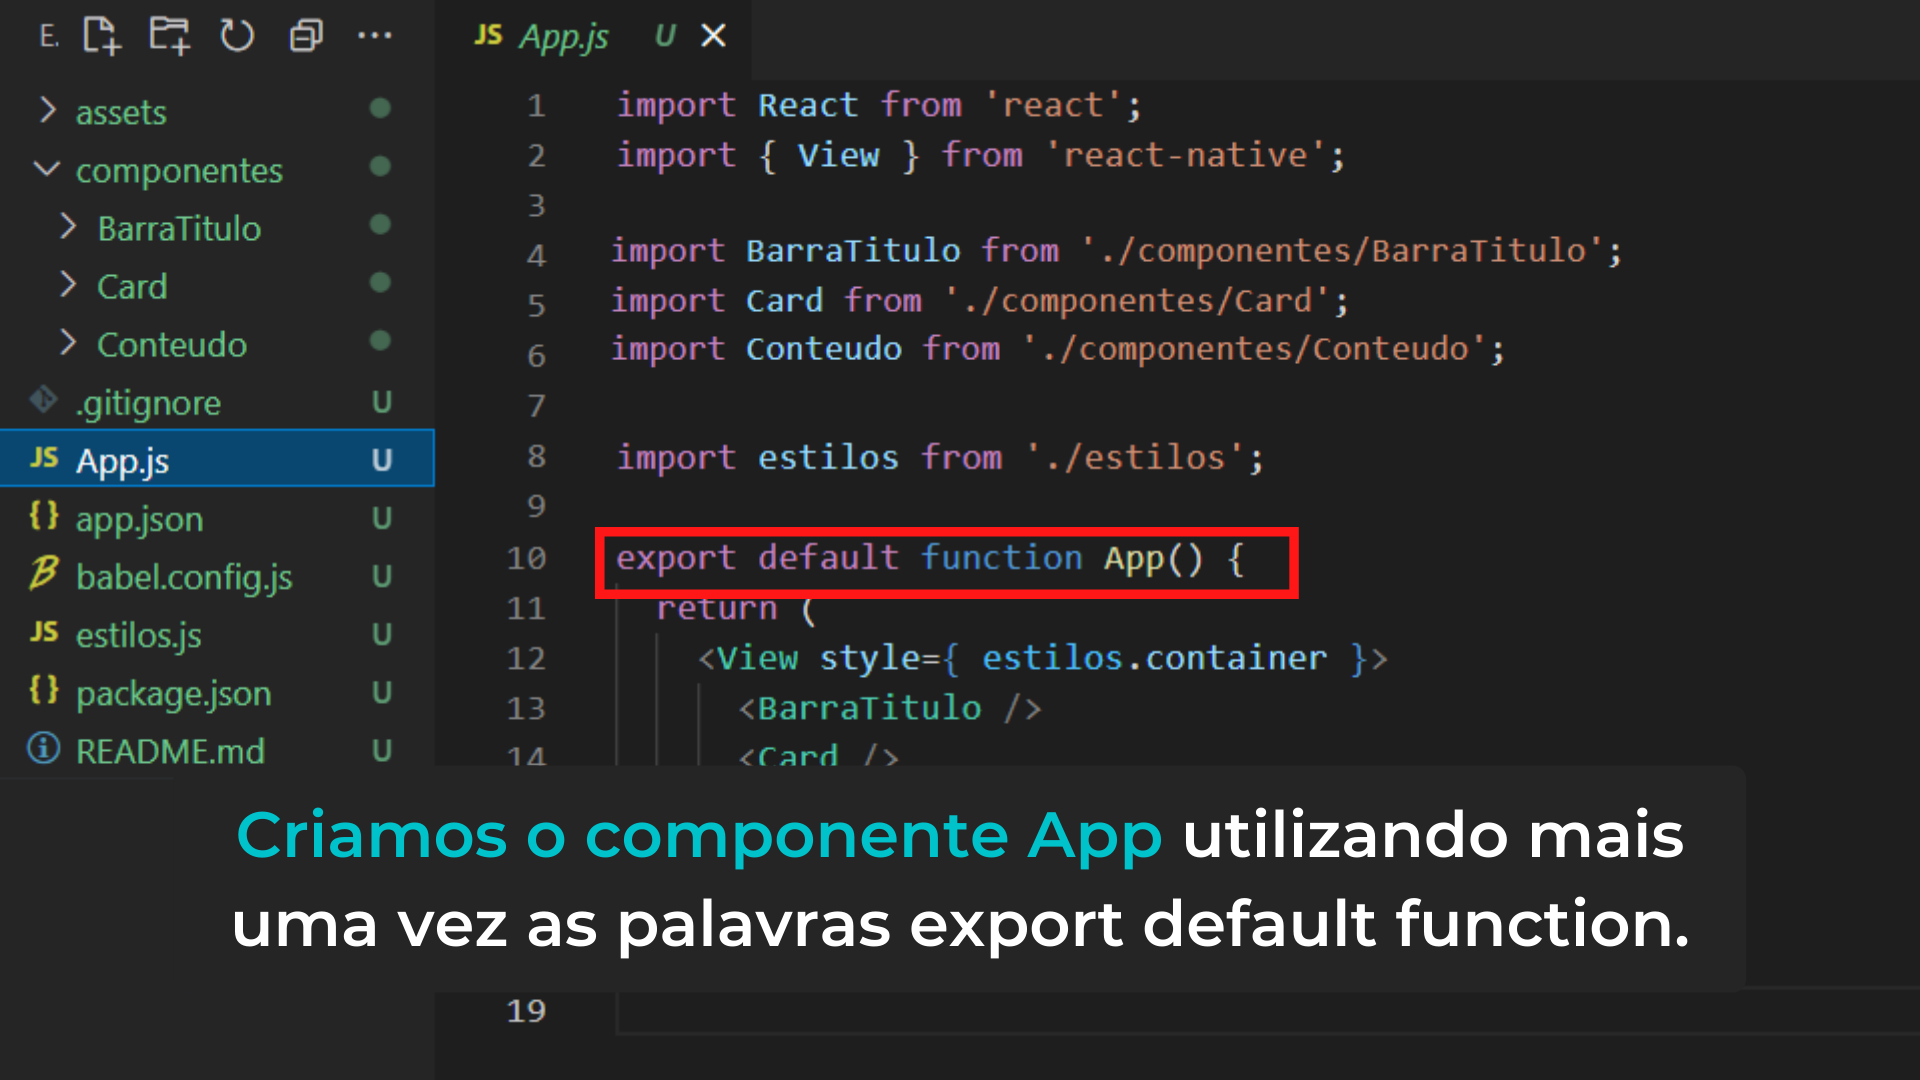 E.
assets
componentes
BarraTitulo
Card
Conteudo
.gitignore U
JS App.js U
{} app.json U
B babel.config.js U
JS estilos.js U
{} package.json U
README.md U
JS App.js U
1 import React from 'react';
2 import { View } from 'react-native';
3
4 import BarraTitulo from './componentes/BarraTitulo';
5 import Card from './componentes/Card';
6 import Conteudo from './componentes/Conteudo';
7
8 import estilos from './estilos';
9
10 export default function App() {
11 return (
12 <View style={ estilos.container }>
13 <BarraTitulo />
14 <Card />
Criamos o componente App utilizando mais
uma vez as palavras export default function.
19